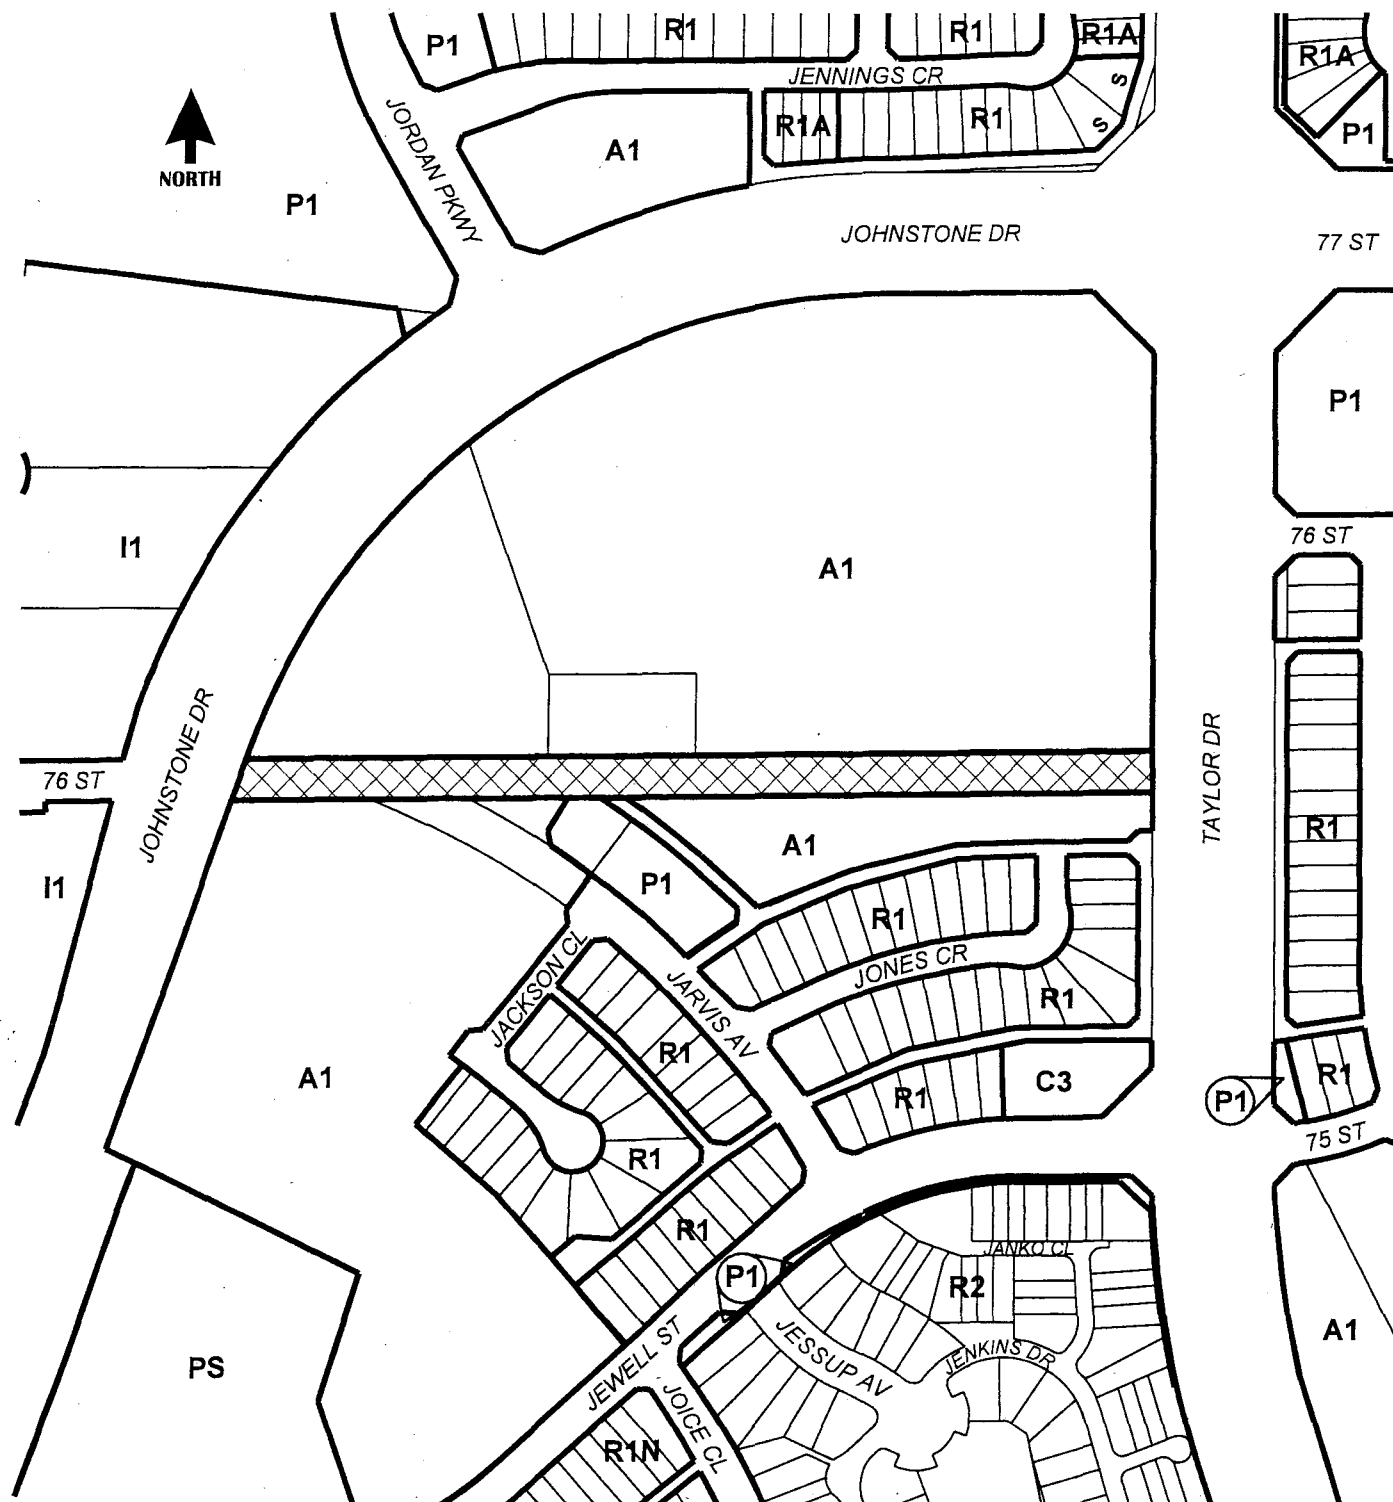 R1
R1
R1A
P1
R1A
JENNINGS CR
S
JORDAN PKWY
R1A
R1
S
P1
A1
NORTH
P1
JOHNSTONE DR
77 ST
P1
76 ST
I1
A1
JOHNSTONE DR
TAYLOR DR
76 ST
R1
A1
I1
P1
R1
JACKSON CL
JONES CR
JARVIS AV
R1
R1
A1
C3
R1
P1
R1
75 ST
R1
R1
JANKO CL
P1
R2
A1
JESSUP AV
JENKINS DR
PS
JEWELL ST
JOICE CL
R1N